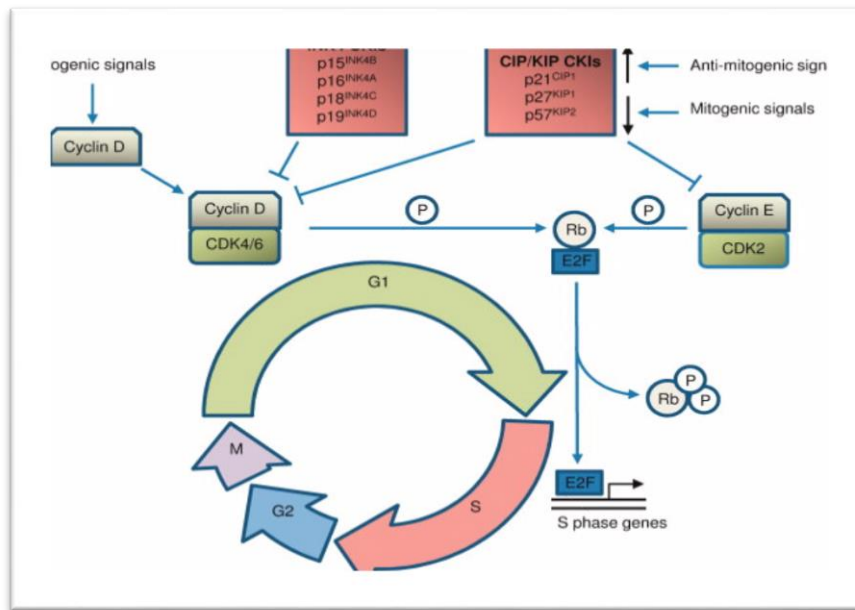 ogenic signals
Cyclin D
p15INK4B
p16INK4A
p18INK4C
p19INK4D
CIP/KIP CKIs
p21CIP1
p27KIP1
p57KIP2
Anti-mitogenic sign
Mitogenic signals
Cyclin D
CDK4/6
P
Rb
E2F
P
Cyclin E
CDK2
G1
Rb
P
P
P
M
G2
S
E2F
S phase genes